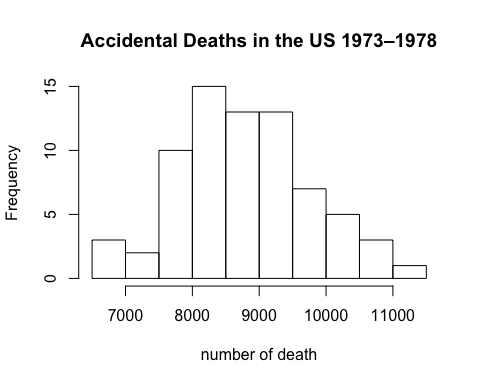 Accidental Deaths in the US 1973–1978
Frequency
15
10
5
0
7000 8000 9000 10000 11000
number of death